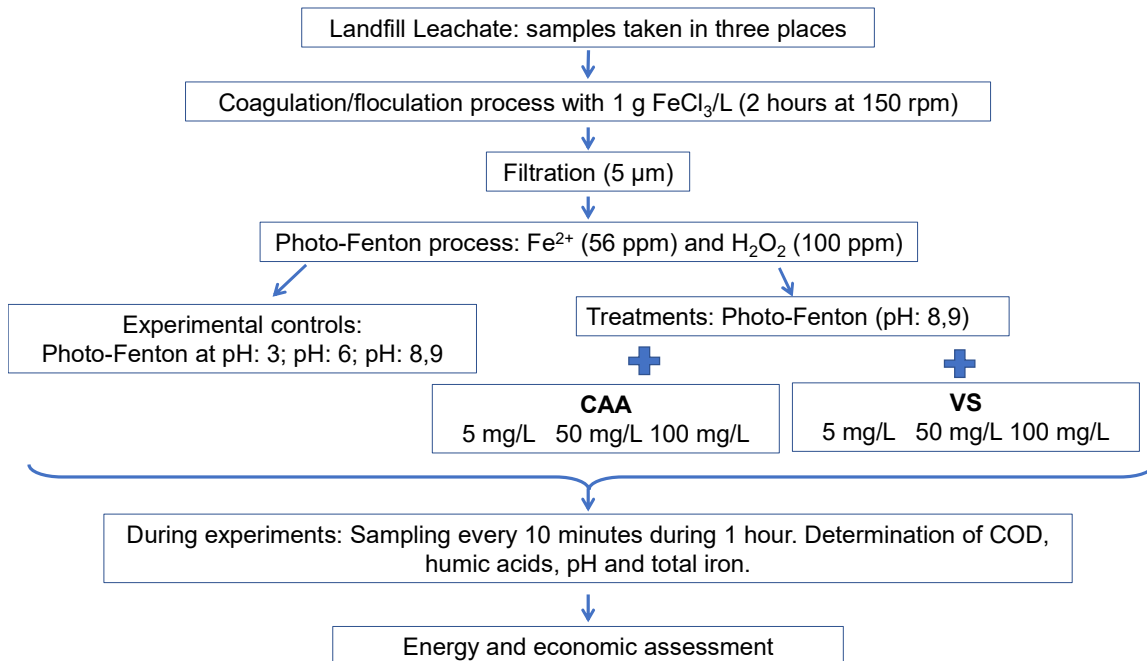 Landfill Leachate: samples taken in three places
Coagulation/floculation process with 1 g FeCl₃/L (2 hours at 150 rpm)
Filtration (5 µm)
Photo-Fenton process: Fe²⁺ (56 ppm) and H₂O₂ (100 ppm)
Experimental controls:
Photo-Fenton at pH: 3; pH: 6; pH: 8,9
Treatments: Photo-Fenton (pH: 8,9)
CAA
5 mg/L 50 mg/L 100 mg/L
VS
5 mg/L 50 mg/L 100 mg/L
During experiments: Sampling every 10 minutes during 1 hour. Determination of COD,
humic acids, pH and total iron.
Energy and economic assessment